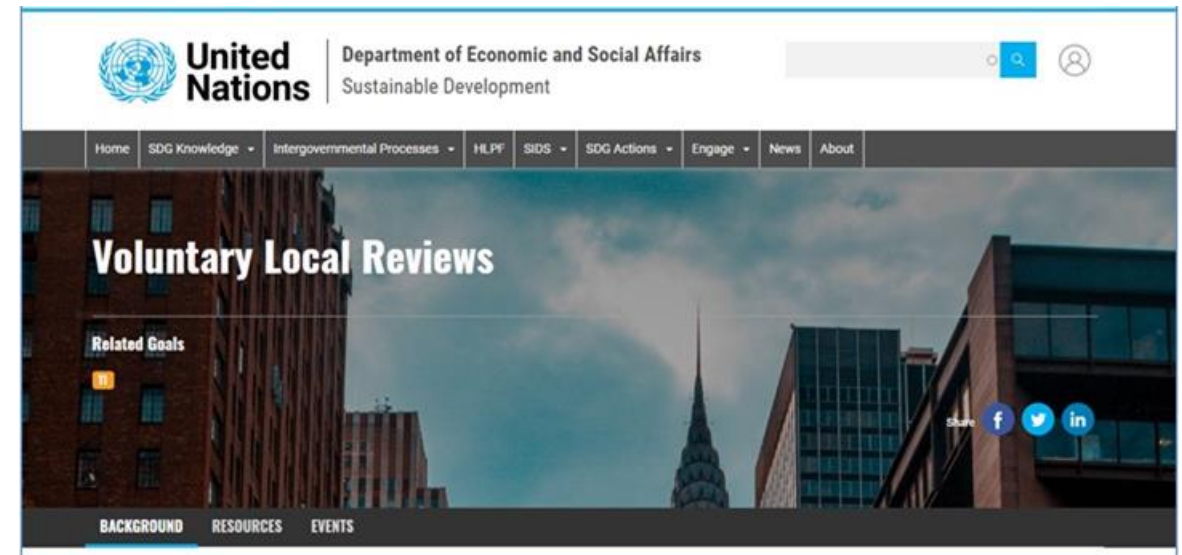 United
Nations
Department of Economic and Social Affairs
Sustainable Development
Home SDG Knowledge Intergovernmental Processes HLPF SIDS SDG Actions Engage News About
Voluntary Local Reviews
Related Goals
11
Share f in
BACKGROUND RESOURCES EVENTS